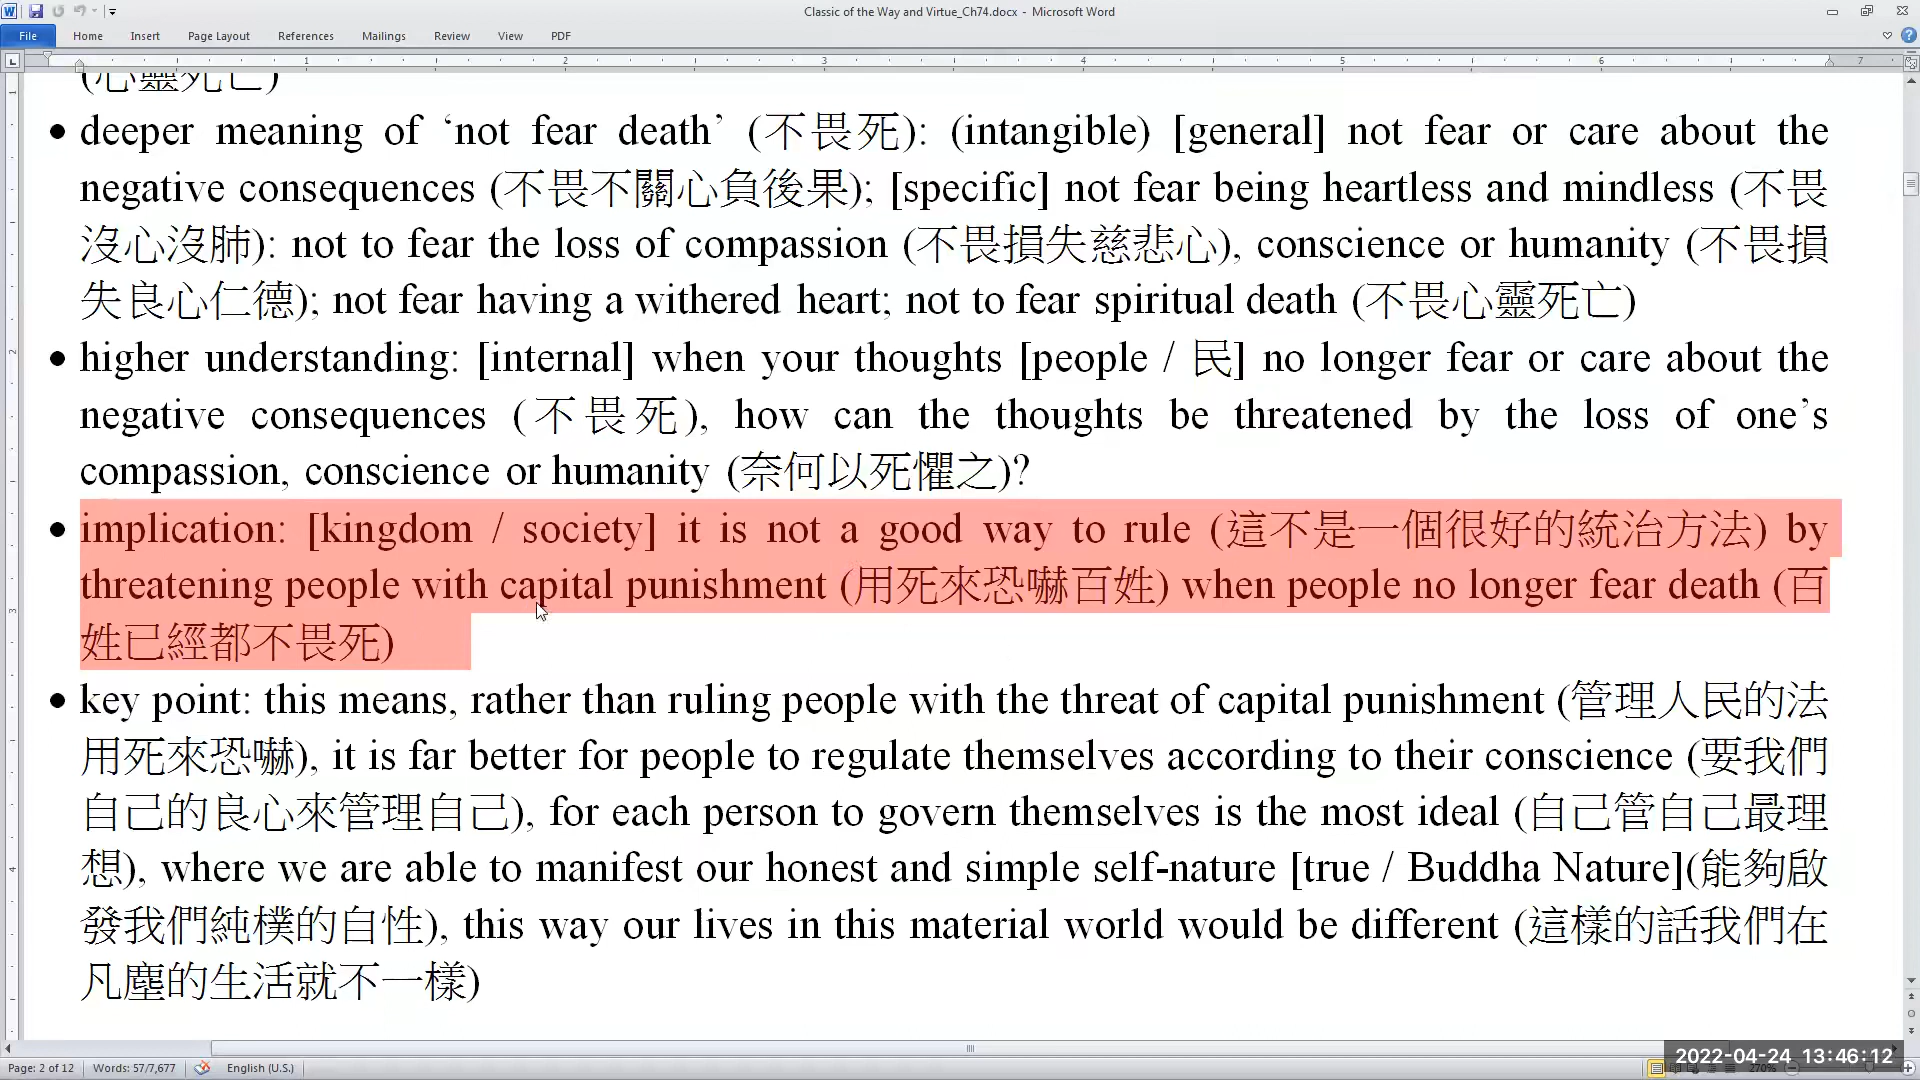 Classic of the Way and Virtue_Ch74.docx - Microsoft Word
File Home Insert Page Layout References Mailings Review View PDF
1 2 3 4 5 6 7
(心靈死亡)
• deeper meaning of ‘not fear death’ (不畏死): (intangible) [general] not fear or care about the
negative consequences (不畏不關心負後果); [specific] not fear being heartless and mindless (不畏
沒心沒肺): not to fear the loss of compassion (不畏損失慈悲心), conscience or humanity (不畏損
失良心仁德); not fear having a withered heart; not to fear spiritual death (不畏心靈死亡)
• higher understanding: [internal] when your thoughts [people / 民] no longer fear or care about the
negative consequences (不畏死), how can the thoughts be threatened by the loss of one’s
compassion, conscience or humanity (奈何以死懼之)?
• implication: [kingdom / society] it is not a good way to rule (這不是一個很好的統治方法) by
threatening people with capital punishment (用死來恐嚇百姓) when people no longer fear death (百
姓已經都不畏死)
• key point: this means, rather than ruling people with the threat of capital punishment (管理人民的法
用死來恐嚇), it is far better for people to regulate themselves according to their conscience (要我們
自己的良心來管理自己), for each person to govern themselves is the most ideal (自己管自己最理
想), where we are able to manifest our honest and simple self-nature [true / Buddha Nature](能夠啟
發我們純樸的自性), this way our lives in this material world would be different (這樣的話我們在
凡塵的生活就不一樣)
2022-04-24 13:46:12
Page: 2 of 12 Words: 57/7,677 English (U.S.) 270%